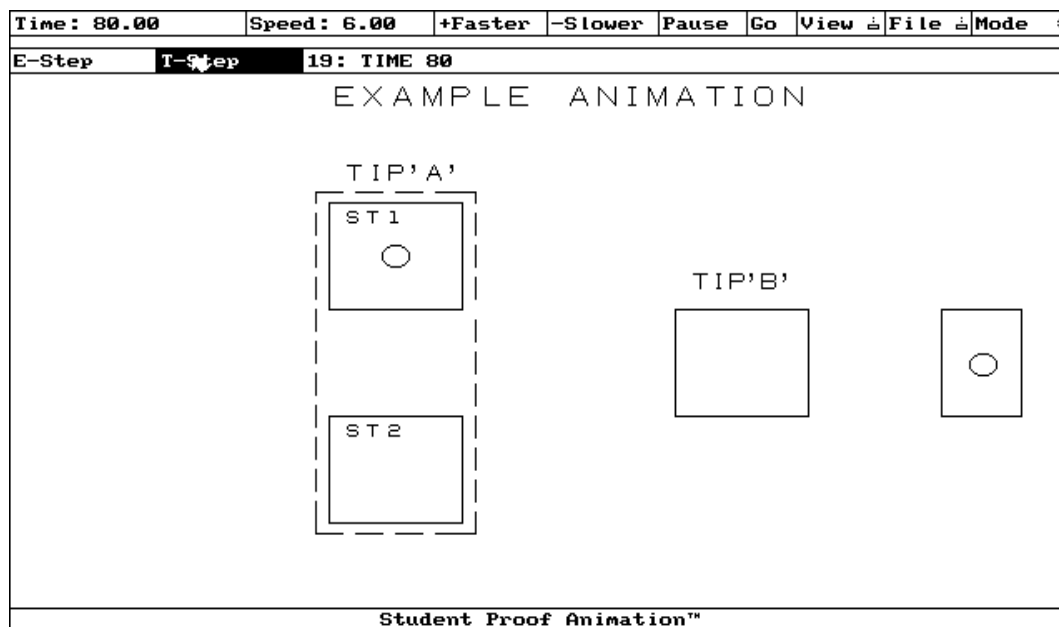 Time: 80.00 Speed: 6.00 +Faster -Slower Pause Go View File Mode
E-Step T-Step 19: TIME 80
EXAMPLE ANIMATION
TIP'A'
ST1
TIP'B'
ST2
Student Proof Animation™